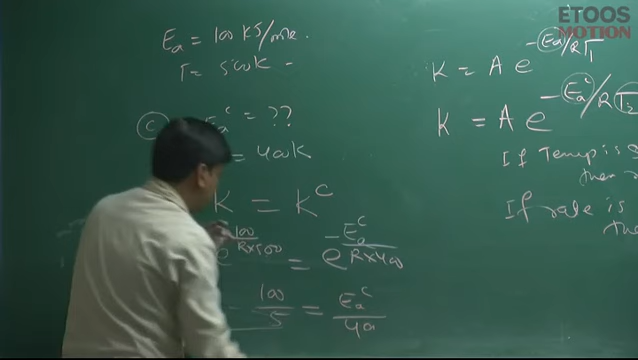 ETOOS
MOTION
Ea = 100 KJ/mole.
T = 500K -
(C) Ea^c = ??
= 400K
K = K^c
e^(100/R×500) = e^(-Ea^c/R×400)
100/5 = Ea^c/400
K = A e^(-Ea/RT1)
K = A e^(-Ea^c/RT2)
If Temp is
then
If rate is
the